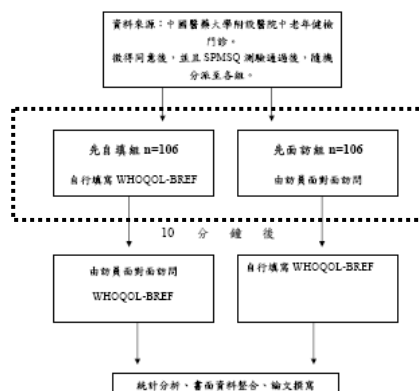 資料來源：中國醫藥大學附設醫院中老年健檢
門診。
徵得同意後，並且 SPMSQ 測驗通過後，隨機
分派至各組。
先自填組 n=106
自行填寫 WHOQOL-BREF
先面訪組 n=106
由訪員面對面訪問
10 分鐘後
由訪員面對面訪問
WHOQOL-BREF
自行填寫 WHOQOL-BREF
統計分析、書面資料整合、論文撰寫